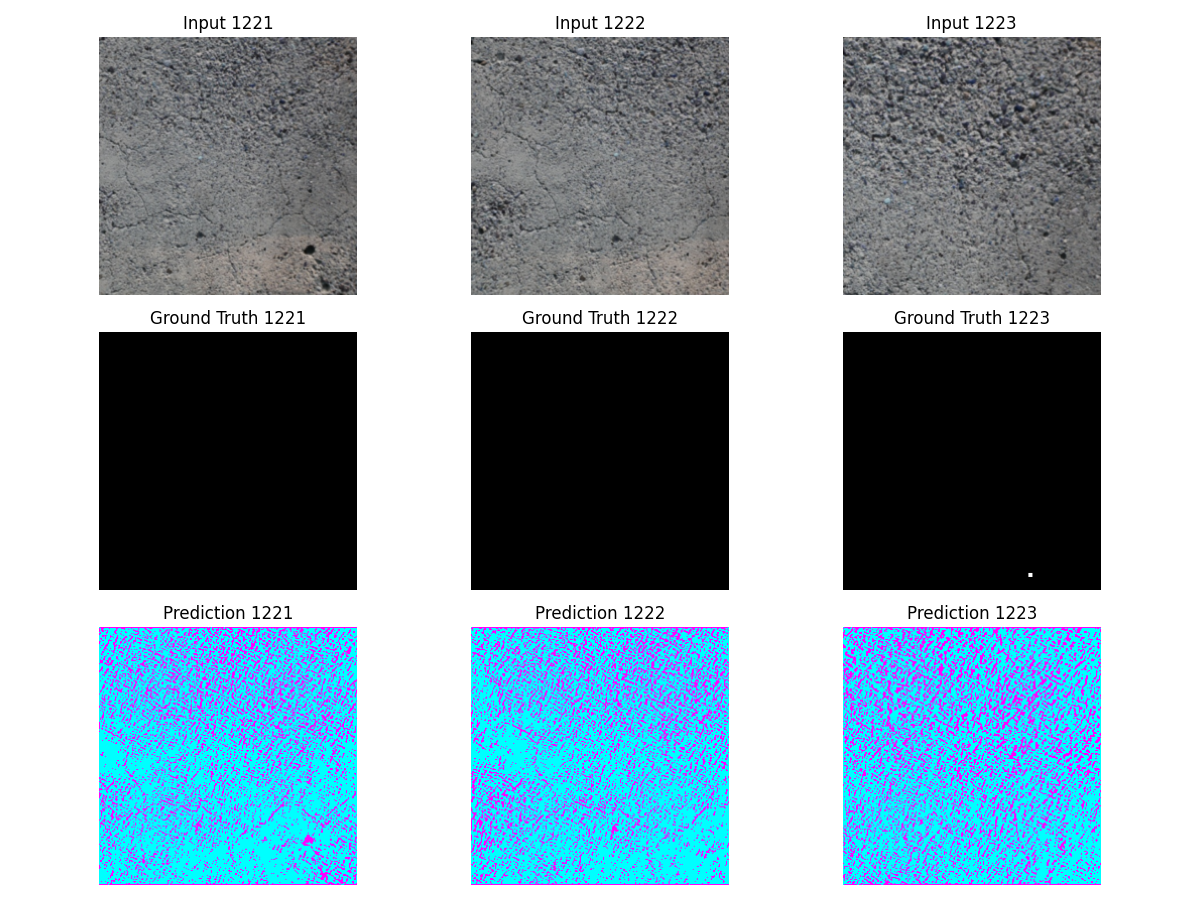 Input 1221
Input 1222
Input 1223
Ground Truth 1221
Ground Truth 1222
Ground Truth 1223
Prediction 1221
Prediction 1222
Prediction 1223